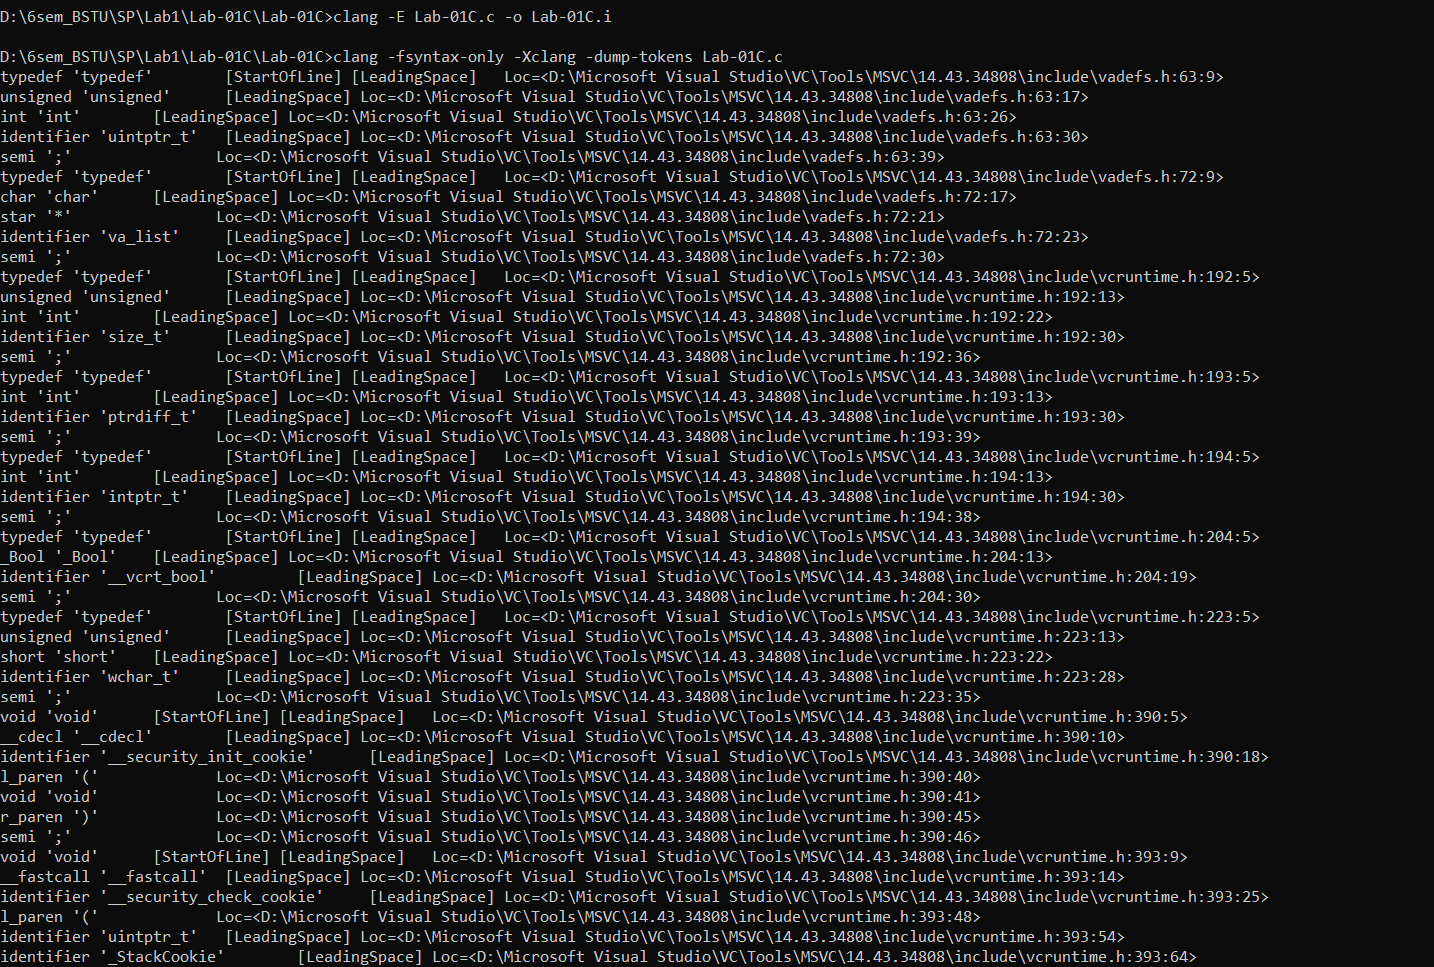 D:\6sem_BSTU\SP\Lab1\Lab-01C\Lab-01C>clang -E Lab-01C.c -o Lab-01C.i
D:\6sem_BSTU\SP\Lab1\Lab-01C\Lab-01C>clang -fsyntax-only -Xclang -dump-tokens Lab-01C.c
typedef 'typedef' [StartOfLine] [LeadingSpace] Loc=<D:\Microsoft Visual Studio\VC\Tools\MSVC\14.43.34808\include\vadefs.h:63:9>
unsigned 'unsigned' [LeadingSpace] Loc=<D:\Microsoft Visual Studio\VC\Tools\MSVC\14.43.34808\include\vadefs.h:63:17>
int 'int' [LeadingSpace] Loc=<D:\Microsoft Visual Studio\VC\Tools\MSVC\14.43.34808\include\vadefs.h:63:26>
identifier 'uintptr_t' [LeadingSpace] Loc=<D:\Microsoft Visual Studio\VC\Tools\MSVC\14.43.34808\include\vadefs.h:63:30>
semi ';' Loc=<D:\Microsoft Visual Studio\VC\Tools\MSVC\14.43.34808\include\vadefs.h:63:39>
typedef 'typedef' [StartOfLine] [LeadingSpace] Loc=<D:\Microsoft Visual Studio\VC\Tools\MSVC\14.43.34808\include\vadefs.h:72:9>
char 'char' [LeadingSpace] Loc=<D:\Microsoft Visual Studio\VC\Tools\MSVC\14.43.34808\include\vadefs.h:72:17>
star '*' Loc=<D:\Microsoft Visual Studio\VC\Tools\MSVC\14.43.34808\include\vadefs.h:72:21>
identifier 'va_list' [LeadingSpace] Loc=<D:\Microsoft Visual Studio\VC\Tools\MSVC\14.43.34808\include\vadefs.h:72:23>
semi ';' Loc=<D:\Microsoft Visual Studio\VC\Tools\MSVC\14.43.34808\include\vadefs.h:72:30>
typedef 'typedef' [StartOfLine] [LeadingSpace] Loc=<D:\Microsoft Visual Studio\VC\Tools\MSVC\14.43.34808\include\vcruntime.h:192:5>
unsigned 'unsigned' [LeadingSpace] Loc=<D:\Microsoft Visual Studio\VC\Tools\MSVC\14.43.34808\include\vcruntime.h:192:13>
int 'int' [LeadingSpace] Loc=<D:\Microsoft Visual Studio\VC\Tools\MSVC\14.43.34808\include\vcruntime.h:192:22>
identifier 'size_t' [LeadingSpace] Loc=<D:\Microsoft Visual Studio\VC\Tools\MSVC\14.43.34808\include\vcruntime.h:192:30>
semi ';' Loc=<D:\Microsoft Visual Studio\VC\Tools\MSVC\14.43.34808\include\vcruntime.h:192:36>
typedef 'typedef' [StartOfLine] [LeadingSpace] Loc=<D:\Microsoft Visual Studio\VC\Tools\MSVC\14.43.34808\include\vcruntime.h:193:5>
int 'int' [LeadingSpace] Loc=<D:\Microsoft Visual Studio\VC\Tools\MSVC\14.43.34808\include\vcruntime.h:193:13>
identifier 'ptrdiff_t' [LeadingSpace] Loc=<D:\Microsoft Visual Studio\VC\Tools\MSVC\14.43.34808\include\vcruntime.h:193:30>
semi ';' Loc=<D:\Microsoft Visual Studio\VC\Tools\MSVC\14.43.34808\include\vcruntime.h:193:39>
typedef 'typedef' [StartOfLine] [LeadingSpace] Loc=<D:\Microsoft Visual Studio\VC\Tools\MSVC\14.43.34808\include\vcruntime.h:194:5>
int 'int' [LeadingSpace] Loc=<D:\Microsoft Visual Studio\VC\Tools\MSVC\14.43.34808\include\vcruntime.h:194:13>
identifier 'intptr_t' [LeadingSpace] Loc=<D:\Microsoft Visual Studio\VC\Tools\MSVC\14.43.34808\include\vcruntime.h:194:30>
semi ';' Loc=<D:\Microsoft Visual Studio\VC\Tools\MSVC\14.43.34808\include\vcruntime.h:194:38>
typedef 'typedef' [StartOfLine] [LeadingSpace] Loc=<D:\Microsoft Visual Studio\VC\Tools\MSVC\14.43.34808\include\vcruntime.h:204:5>
_Bool '_Bool' [LeadingSpace] Loc=<D:\Microsoft Visual Studio\VC\Tools\MSVC\14.43.34808\include\vcruntime.h:204:13>
identifier '__vcrt_bool' [LeadingSpace] Loc=<D:\Microsoft Visual Studio\VC\Tools\MSVC\14.43.34808\include\vcruntime.h:204:19>
semi ';' Loc=<D:\Microsoft Visual Studio\VC\Tools\MSVC\14.43.34808\include\vcruntime.h:204:30>
typedef 'typedef' [StartOfLine] [LeadingSpace] Loc=<D:\Microsoft Visual Studio\VC\Tools\MSVC\14.43.34808\include\vcruntime.h:223:5>
unsigned 'unsigned' [LeadingSpace] Loc=<D:\Microsoft Visual Studio\VC\Tools\MSVC\14.43.34808\include\vcruntime.h:223:13>
short 'short' [LeadingSpace] Loc=<D:\Microsoft Visual Studio\VC\Tools\MSVC\14.43.34808\include\vcruntime.h:223:22>
identifier 'wchar_t' [LeadingSpace] Loc=<D:\Microsoft Visual Studio\VC\Tools\MSVC\14.43.34808\include\vcruntime.h:223:28>
semi ';' Loc=<D:\Microsoft Visual Studio\VC\Tools\MSVC\14.43.34808\include\vcruntime.h:223:35>
void 'void' [StartOfLine] [LeadingSpace] Loc=<D:\Microsoft Visual Studio\VC\Tools\MSVC\14.43.34808\include\vcruntime.h:390:5>
__cdecl '__cdecl' [LeadingSpace] Loc=<D:\Microsoft Visual Studio\VC\Tools\MSVC\14.43.34808\include\vcruntime.h:390:10>
identifier '__security_init_cookie' [LeadingSpace] Loc=<D:\Microsoft Visual Studio\VC\Tools\MSVC\14.43.34808\include\vcruntime.h:390:18>
l_paren '(' Loc=<D:\Microsoft Visual Studio\VC\Tools\MSVC\14.43.34808\include\vcruntime.h:390:40>
void 'void' Loc=<D:\Microsoft Visual Studio\VC\Tools\MSVC\14.43.34808\include\vcruntime.h:390:41>
r_paren ')' Loc=<D:\Microsoft Visual Studio\VC\Tools\MSVC\14.43.34808\include\vcruntime.h:390:45>
semi ';' Loc=<D:\Microsoft Visual Studio\VC\Tools\MSVC\14.43.34808\include\vcruntime.h:390:46>
void 'void' [StartOfLine] [LeadingSpace] Loc=<D:\Microsoft Visual Studio\VC\Tools\MSVC\14.43.34808\include\vcruntime.h:393:9>
__fastcall '__fastcall' [LeadingSpace] Loc=<D:\Microsoft Visual Studio\VC\Tools\MSVC\14.43.34808\include\vcruntime.h:393:14>
identifier '__security_check_cookie' [LeadingSpace] Loc=<D:\Microsoft Visual Studio\VC\Tools\MSVC\14.43.34808\include\vcruntime.h:393:25>
l_paren '(' Loc=<D:\Microsoft Visual Studio\VC\Tools\MSVC\14.43.34808\include\vcruntime.h:393:48>
identifier 'uintptr_t' [LeadingSpace] Loc=<D:\Microsoft Visual Studio\VC\Tools\MSVC\14.43.34808\include\vcruntime.h:393:54>
identifier '_StackCookie' [LeadingSpace] Loc=<D:\Microsoft Visual Studio\VC\Tools\MSVC\14.43.34808\include\vcruntime.h:393:64>